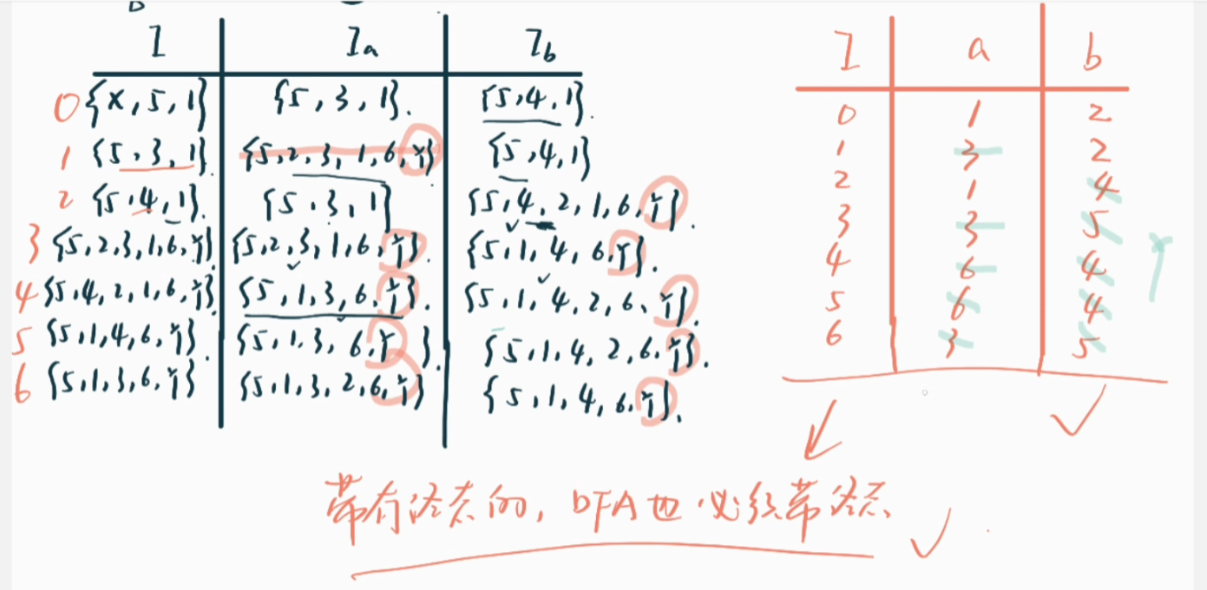 I Ia Ib
0 {X,5,1} {5,3,1}. {5,4,1}.
1 {5,3,1} {5,2,3,1,6,Y} {5,4,1}
2 {5,4,1}. {5,3,1} {5,4,2,1,6,Y}.
3 {5,2,3,1,6,Y}. {5,2,3,1,6,Y}. {5,1,4,6,Y}.
4 {5,4,2,1,6,Y}. {5,1,3,6,Y}. {5,1,4,2,6,Y}.
5 {5,1,4,6,Y}. {5,1,3,6,Y}. {5,1,4,2,6,Y}.
6 {5,1,3,6,Y} {5,1,3,2,6,Y} {5,1,4,6,Y}.
I a b
0 1 2
1 3 2
2 1 4
3 3 5
4 6 4
5 6 4
6 3 5
Y
带有终态的,DFA也必须带终态